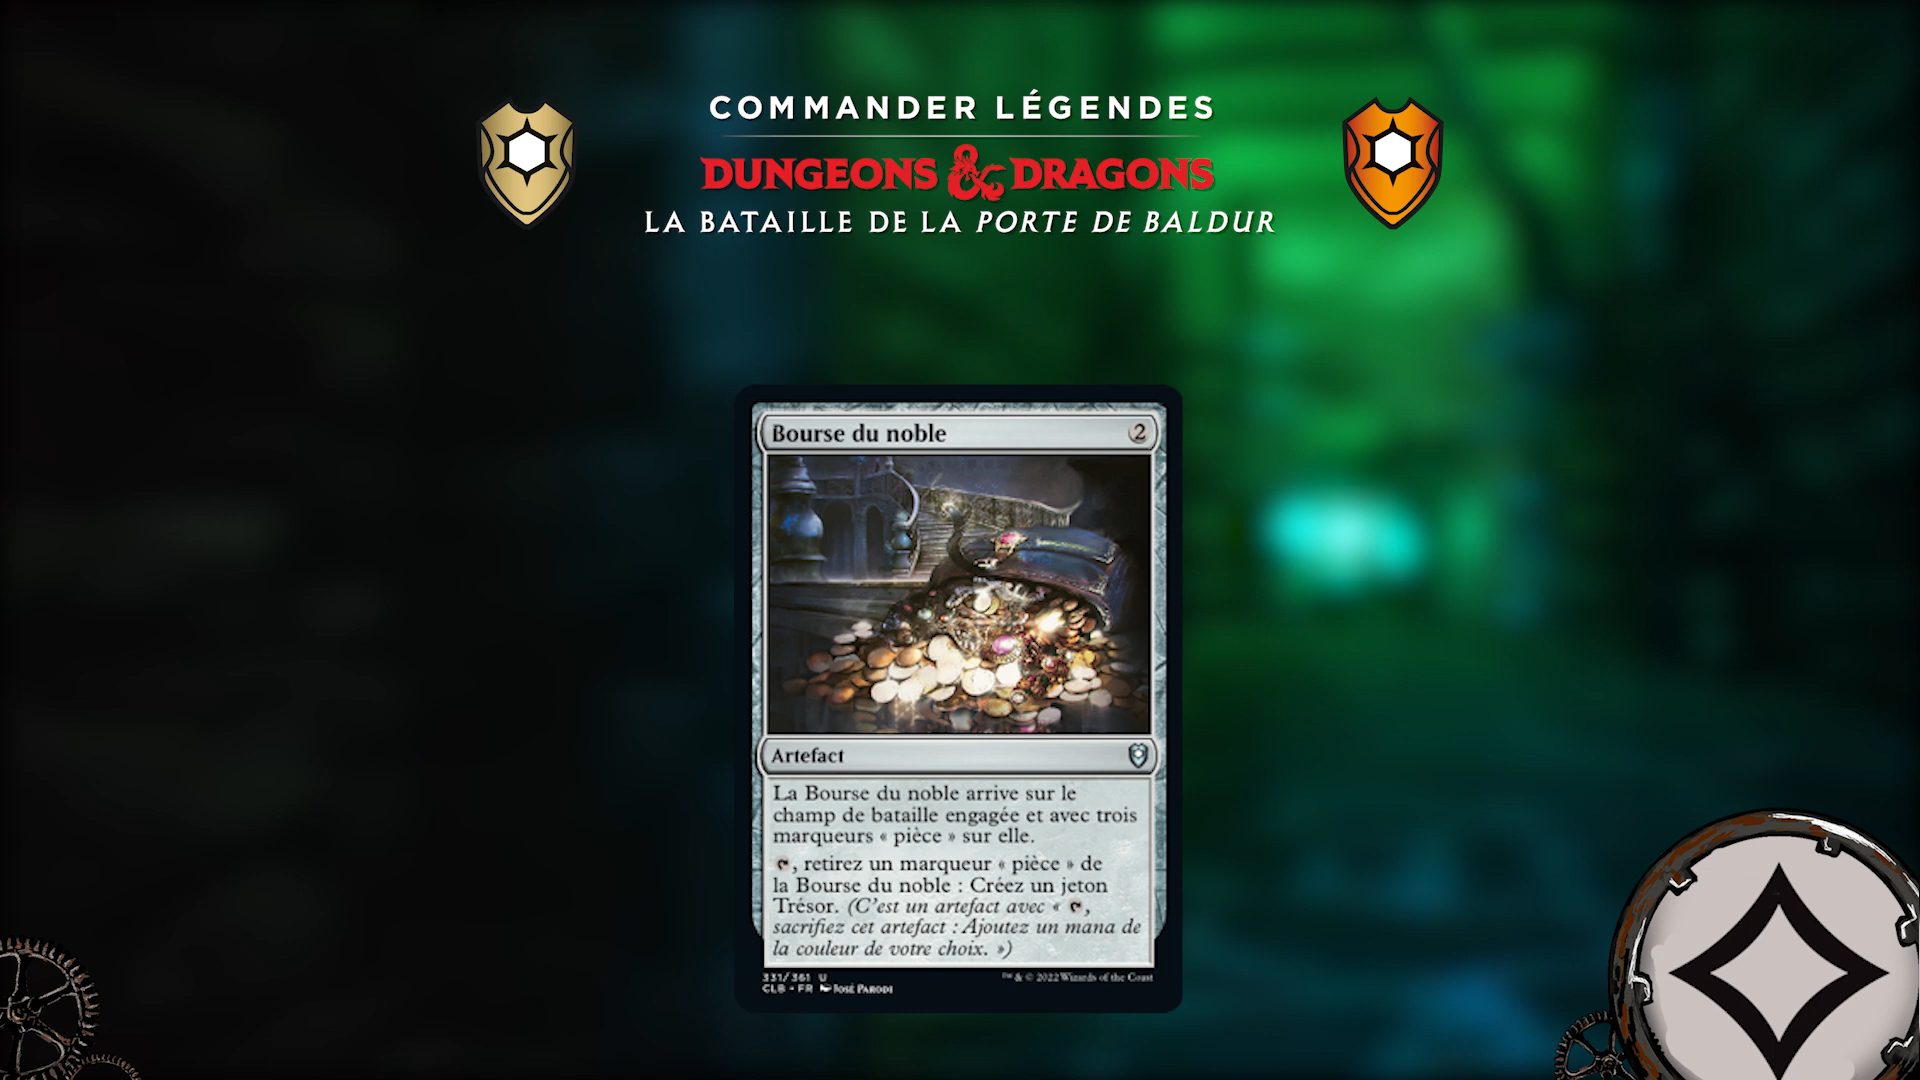 COMMANDER LÉGENDES
DUNGEONS & DRAGONS
LA BATAILLE DE LA PORTE DE BALDUR
Bourse du noble 2
Artefact
La Bourse du noble arrive sur le
champ de bataille engagée et avec trois
marqueurs « pièce » sur elle.
, retirez un marqueur « pièce » de
la Bourse du noble : Créez un jeton
Trésor. (C'est un artefact avec « ,
sacrifiez cet artefact : Ajoutez un mana de
la couleur de votre choix. »)
331/361 U
™ & © 2022 Wizards of the Coast
CLB • FR José Parodi